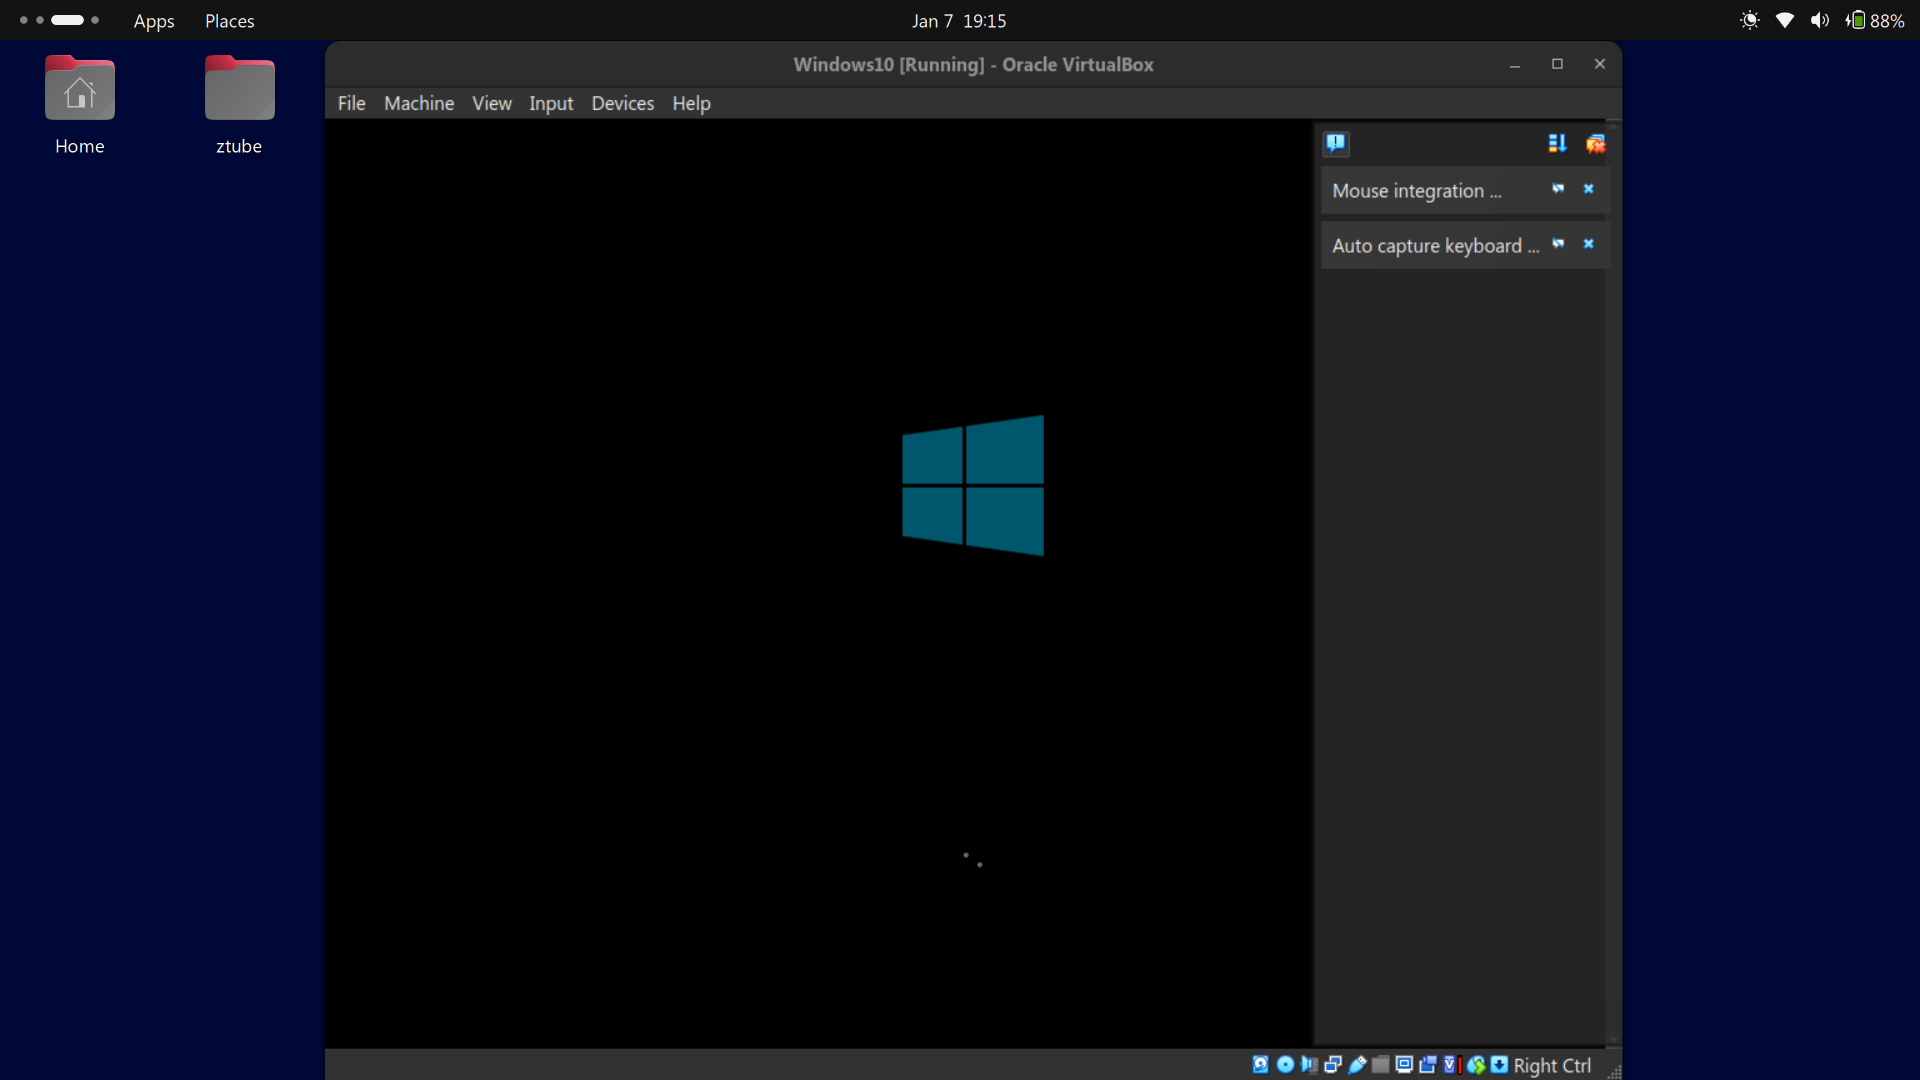 Apps Places Jan 7 19:15 88%
Home ztube
Windows10 [Running] - Oracle VirtualBox
File Machine View Input Devices Help
Mouse integration ...
Auto capture keyboard ...
Right Ctrl